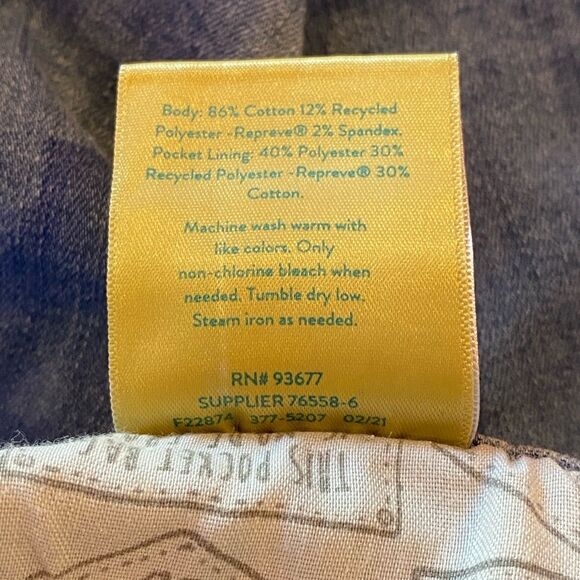 Body: 86% Cotton 12% Recycled
Polyester -Repreve® 2% Spandex.
Pocket Lining: 40% Polyester 30%
Recycled Polyester -Repreve® 30%
Cotton.
Machine wash warm with
like colors. Only
non-chlorine bleach when
needed. Tumble dry low.
Steam iron as needed.
RN# 93677
SUPPLIER 76558-6
F22874 377-5207 02/21
THIS POCKET BAG